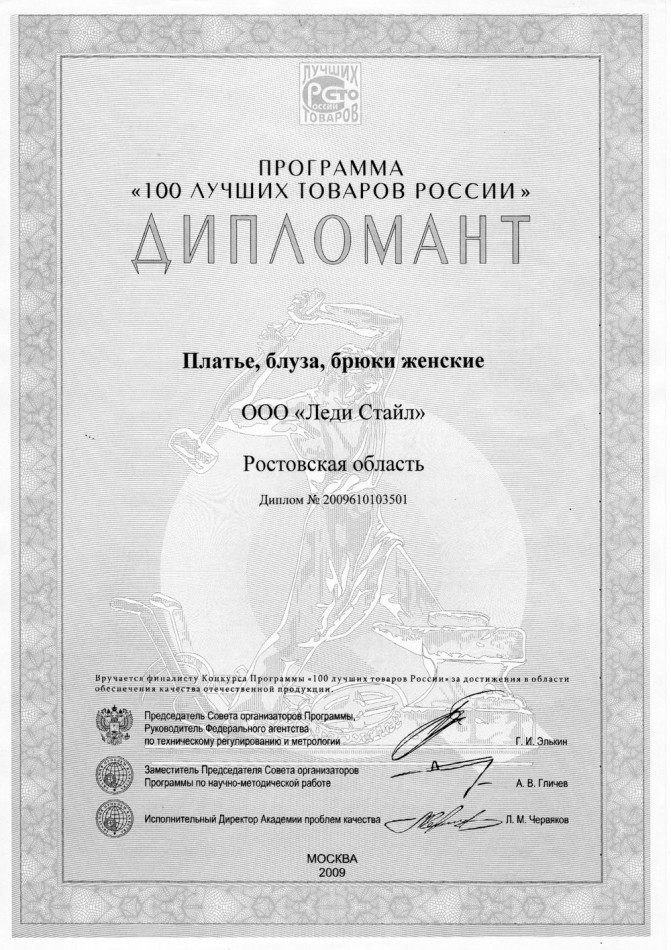 ЛУЧШИХ
РСТО
РОССИИ
ТОВАРОВ
ПРОГРАММА
«100 ЛУЧШИХ ТОВАРОВ РОССИИ»
ДИПЛОМАНТ
Платье, блуза, брюки женские
ООО «Леди Стайл»
Ростовская область
Диплом № 2009610103501
Вручается финалисту Конкурса Программы «100 лучших товаров России» за достижения в области
обеспечения качества отечественной продукции.
Председатель Совета организаторов Программы,
Руководитель Федерального агентства
по техническому регулированию и метрологии
Г. И. Элькин
Заместитель Председателя Совета организаторов
Программы по научно-методической работе
А. В. Гличев
Исполнительный Директор Академии проблем качества
Л. М. Червяков
МОСКВА
2009